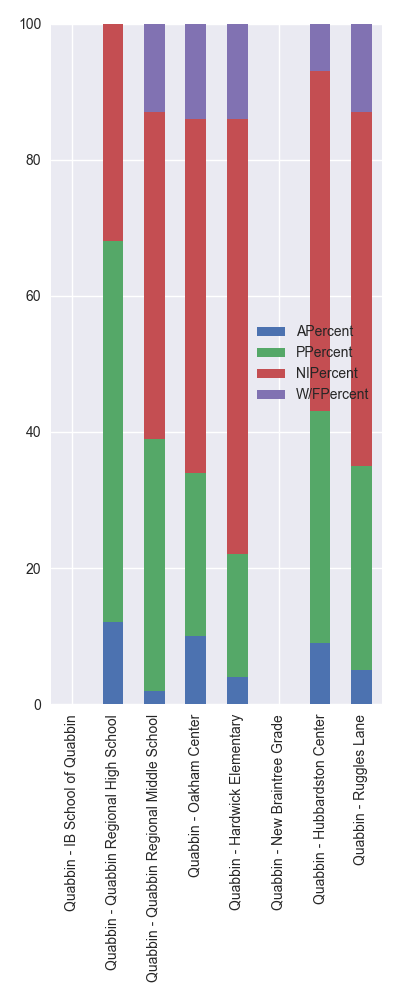 100
80
60
40
20
0
APercent
PPercent
NIPercent
W/FPercent
Quabbin - IB School of Quabbin
Quabbin - Quabbin Regional High School
Quabbin - Quabbin Regional Middle School
Quabbin - Oakham Center
Quabbin - Hardwick Elementary
Quabbin - New Braintree Grade
Quabbin - Hubbardston Center
Quabbin - Ruggles Lane